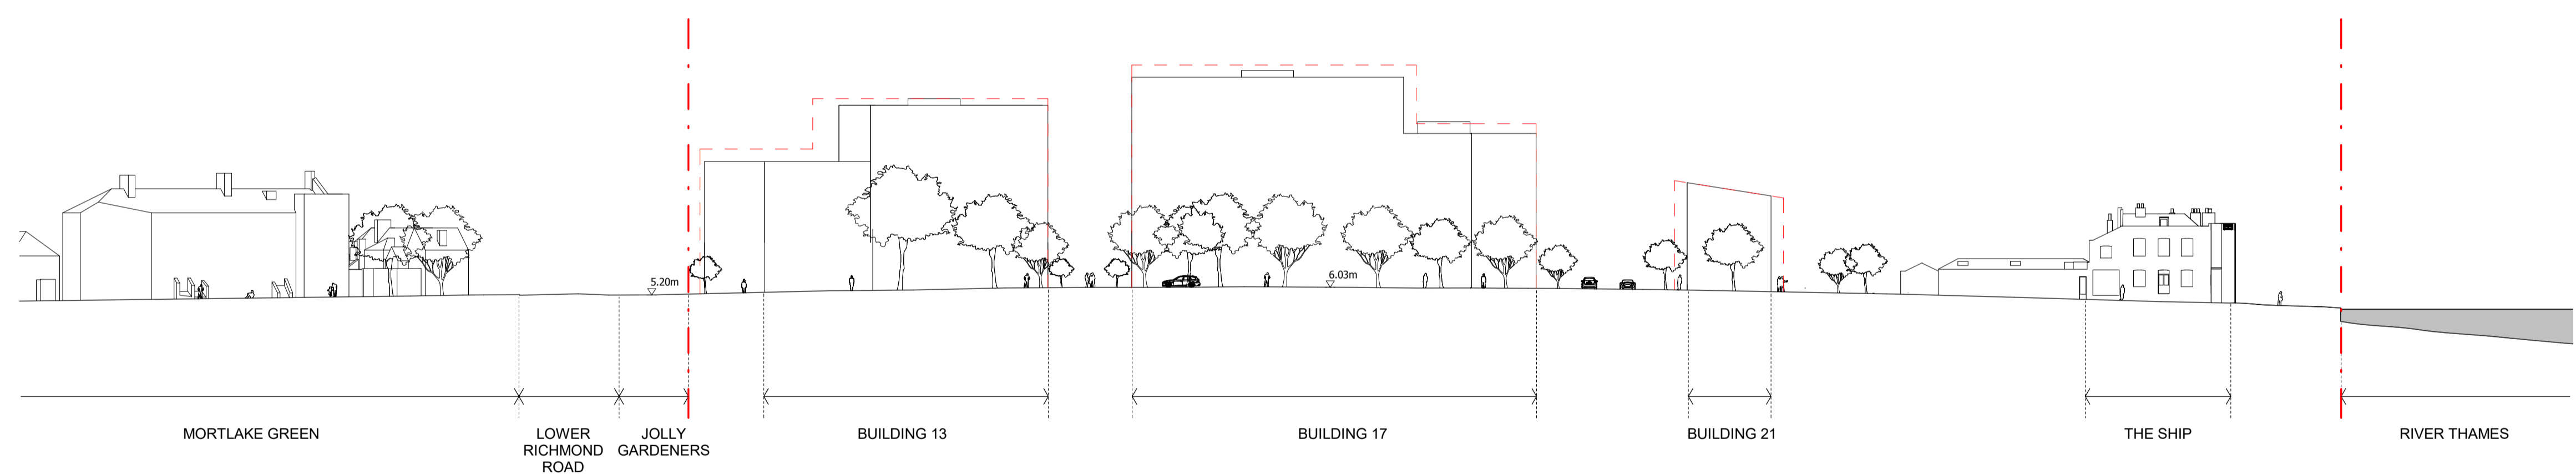 5.20m
6.03m
MORTLAKE GREEN
LOWER
RICHMOND
ROAD
JOLLY
GARDENERS
BUILDING 13
BUILDING 17
BUILDING 21
THE SHIP
RIVER THAMES